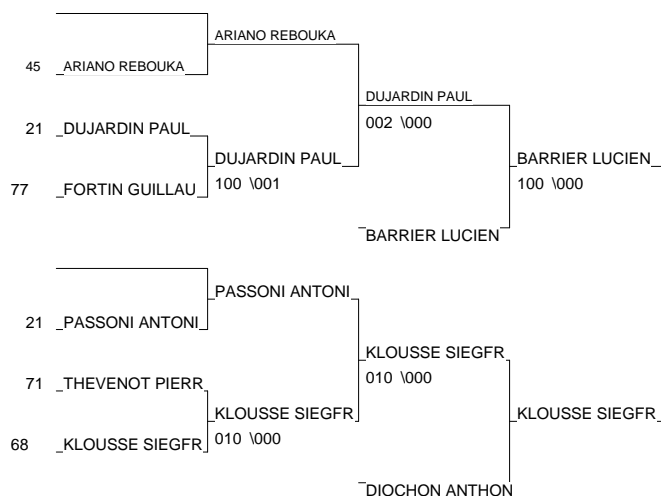 ARIANO REBOUKA
45 ARIANO REBOUKA
DUJARDIN PAUL
002 \000
21 DUJARDIN PAUL
DUJARDIN PAUL
100 \001
BARRIER LUCIEN
100 \000
77 FORTIN GUILLAU
BARRIER LUCIEN
PASSONI ANTONI
21 PASSONI ANTONI
KLOUSSE SIEGFR
010 \000
71 THEVENOT PIERR
KLOUSSE SIEGFR
010 \000
KLOUSSE SIEGFR
68 KLOUSSE SIEGFR
DIOCHON ANTHON